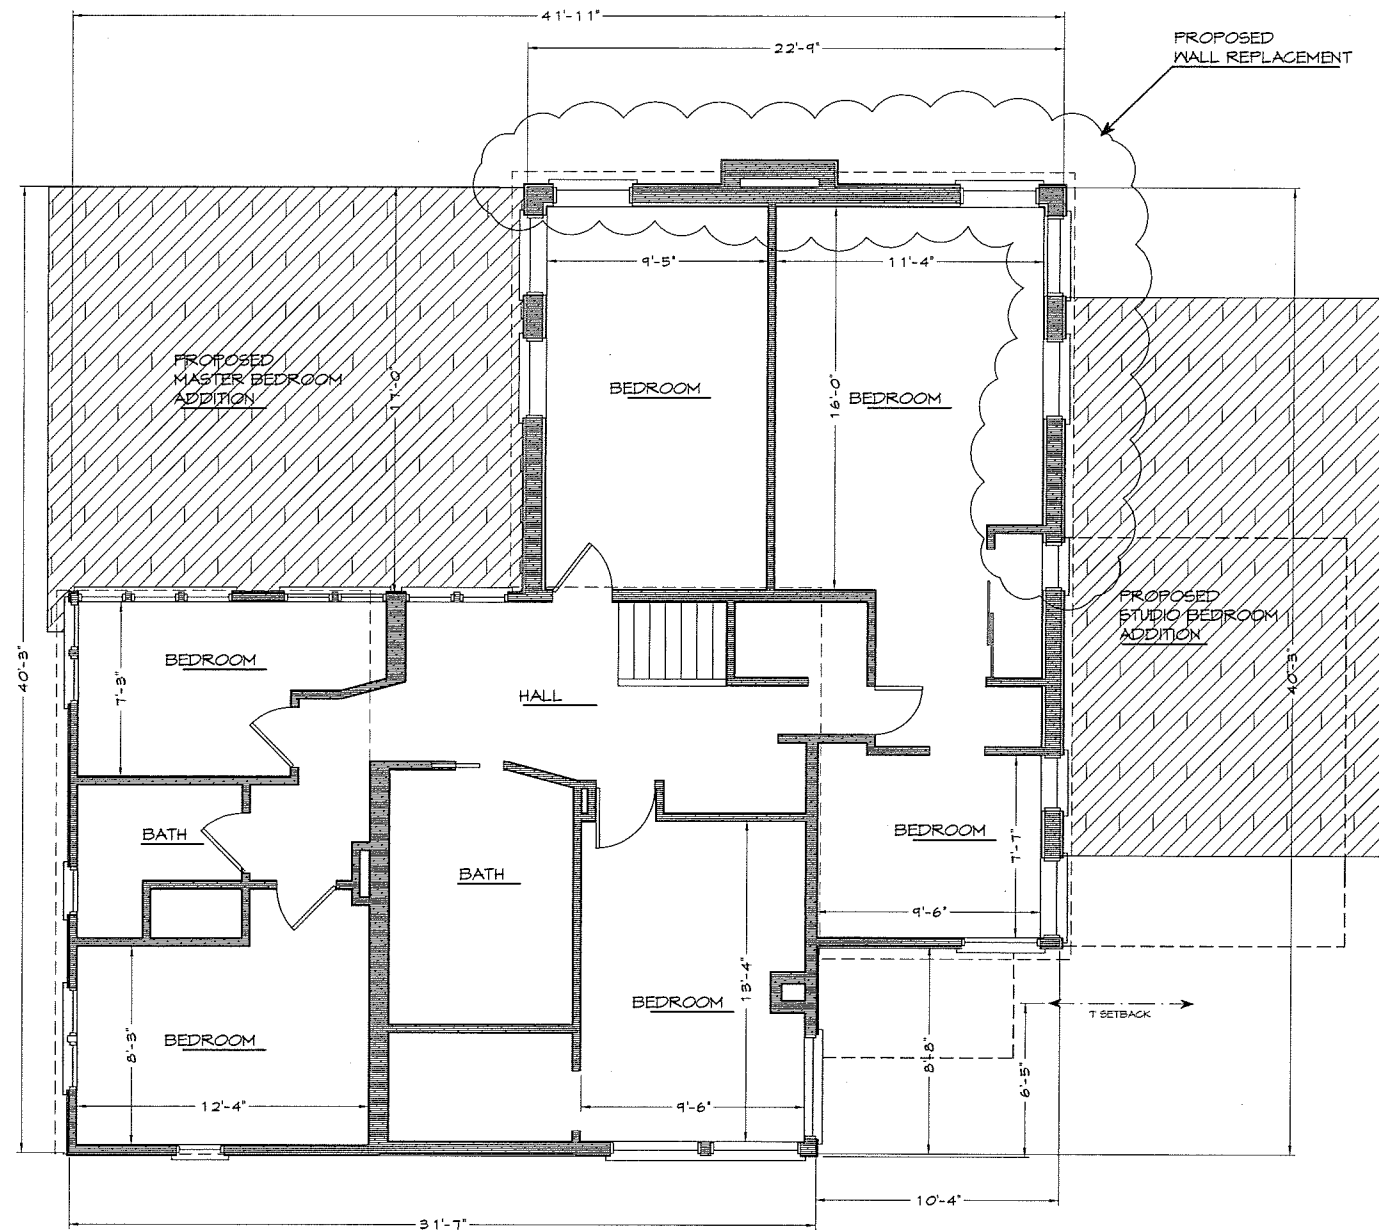 41'-11"
22'-9"
PROPOSED
WALL REPLACEMENT
9'-5"
11'-4"
PROPOSED
MASTER BEDROOM
ADDITION
17'-0"
BEDROOM
16'-0"
BEDROOM
PROPOSED
STUDIO BEDROOM
ADDITION
40'-3"
40'-3"
BEDROOM
7'-3"
HALL
BATH
BATH
BEDROOM
7'-7"
9'-6"
BEDROOM
13'-4"
BEDROOM
8'-3"
12'-4"
9'-6"
8'-8"
6'-5"
7' SETBACK
10'-4"
31'-7"